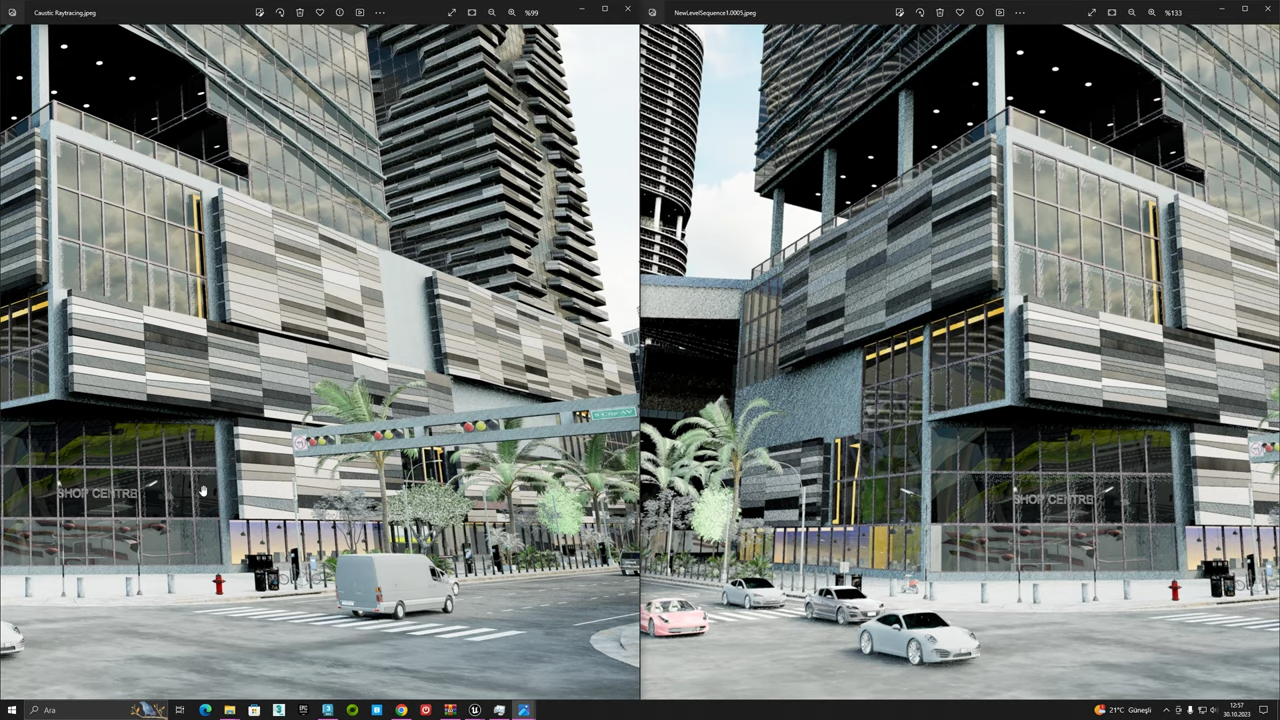 Caustic Raytracing.jpeg
%99
NewLevelSequence1.0005.jpeg
%133
SHOP CENTRE
SHOP CENTRE
Ara
21°C Güneşli
12:57
30.10.2023